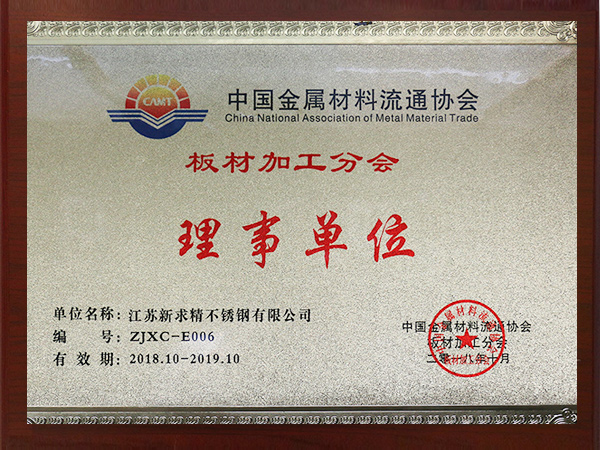 CAMT
中国金属材料流通协会
China National Association of Metal Material Trade
板材加工分会
理事单位
单位名称：江苏新求精不锈钢有限公司
编 号：ZJXC-E006
有 效 期：2018.10-2019.10
中国金属材料流通协会
板材加工分会
二零一八年十月